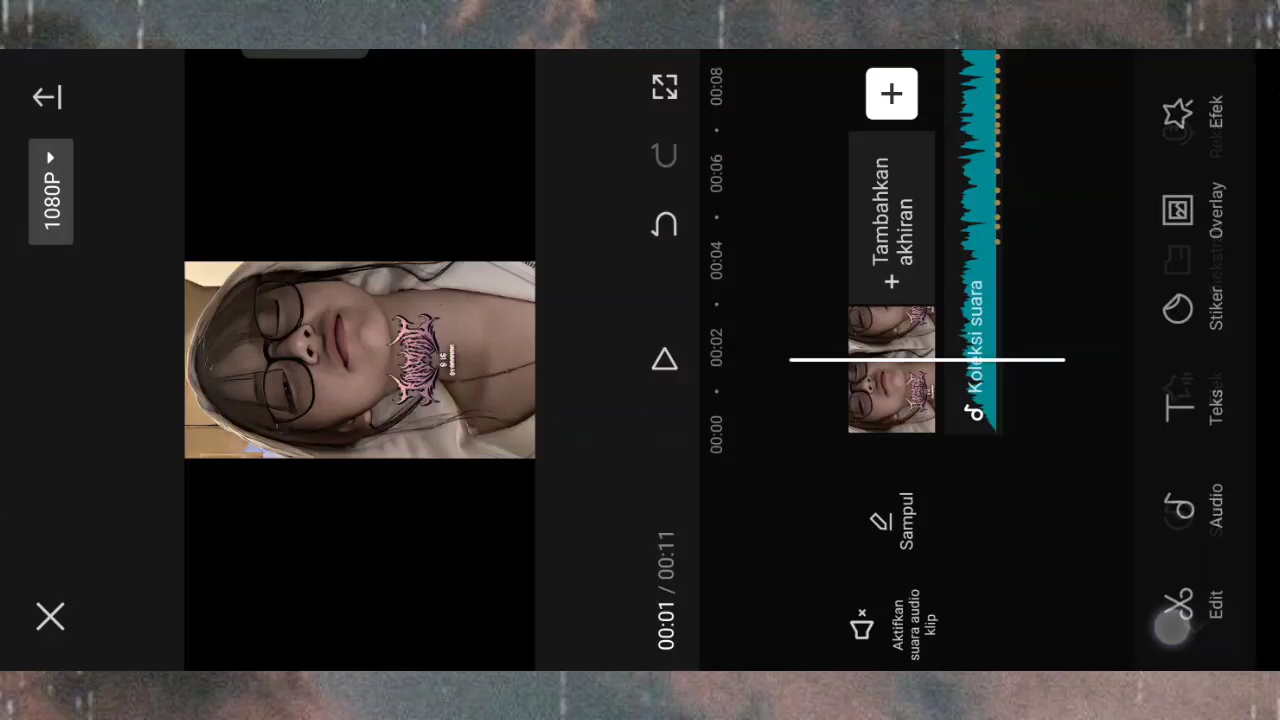 1080P
00:01 / 00:11
00:00
00:02
00:04
00:06
00:08
Aktifkan
suara audio
klip
Sampul
+ Tambahkan
akhiran
Koleksi suara
Edit
Audio
Teks
Stiker
Overlay
Efek